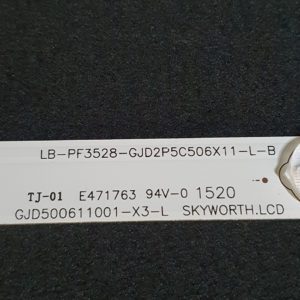 LB-PF3528-GJD2P5C506X11-L-B
TJ-01 E471763 94V-0 1520
GJD500611001-X3-L SKYWORTH.LCD